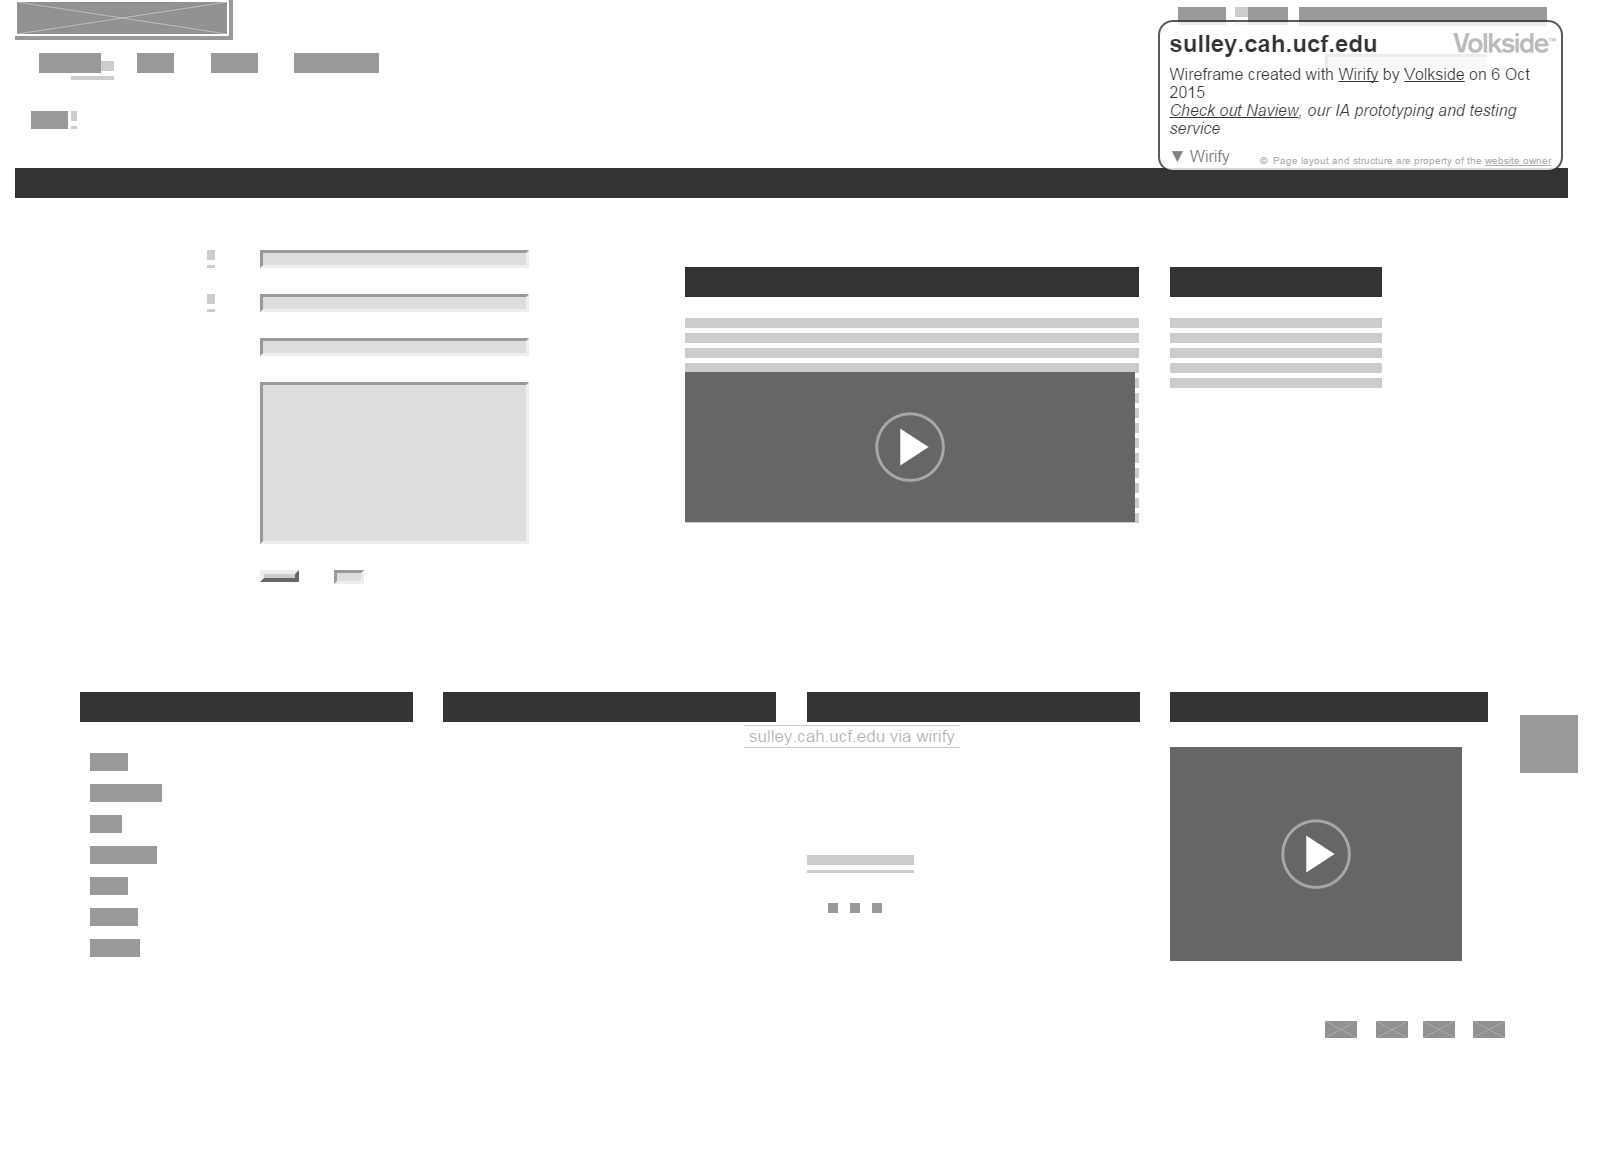 sulley.cah.ucf.edu
Volkside™
Wireframe created with Wirify by Volkside on 6 Oct
2015
Check out Naview, our IA prototyping and testing
service
▼ Wirify
© Page layout and structure are property of the website owner
sulley.cah.ucf.edu via wirify